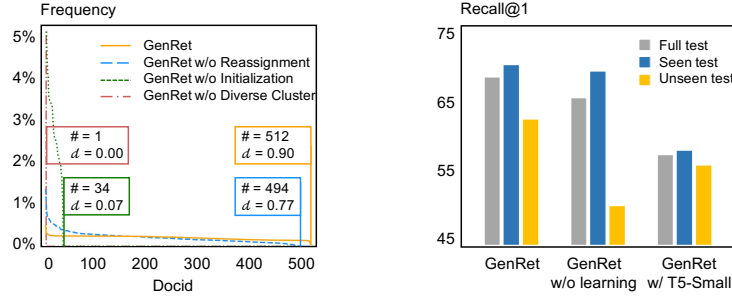 Frequency
5%
4%
3%
2%
1%
0%
GenRet
GenRet w/o Reassignment
GenRet w/o Initialization
GenRet w/o Diverse Cluster
# = 1
d = 0.00
# = 512
d = 0.90
# = 34
d = 0.07
# = 494
d = 0.77
0 100 200 300 400 500
Docid
Recall@1
75
65
55
45
Full test
Seen test
Unseen test
GenRet GenRet GenRet
w/o learning w/ T5-Small